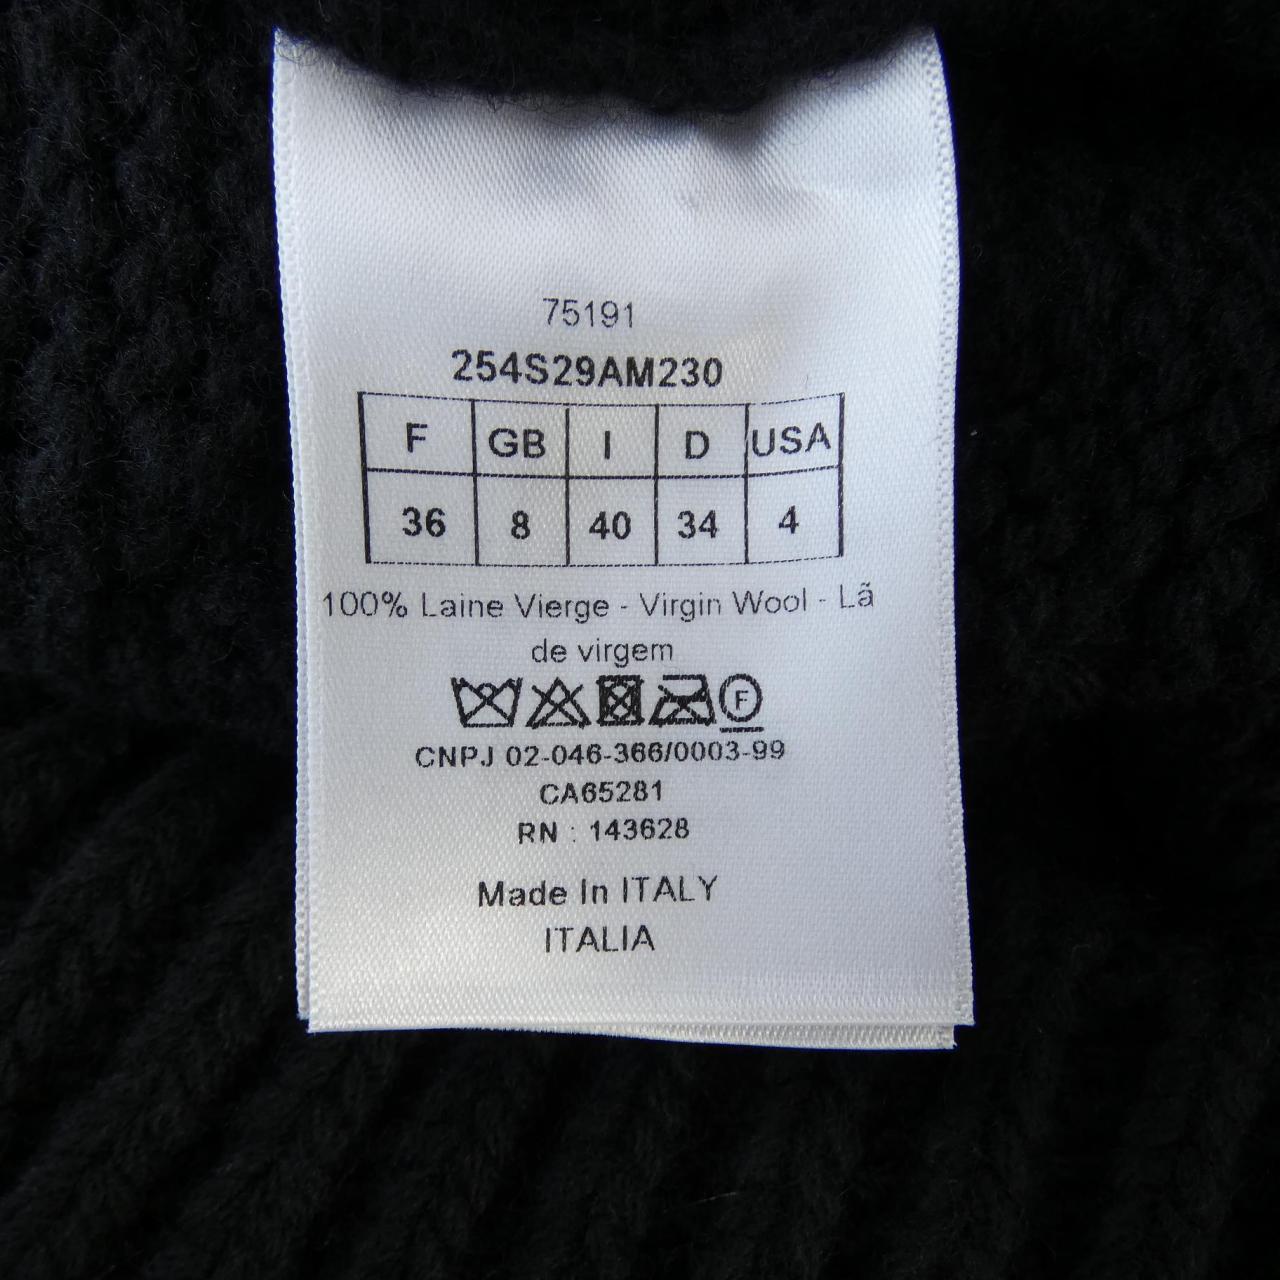 75191
254S29AM230
F GB I D USA
36 8 40 34 4
100% Laine Vierge - Virgin Wool - Lã
de virgem
F
CNPJ 02-046-366/0003-99
CA65281
RN : 143628
Made In ITALY
ITALIA